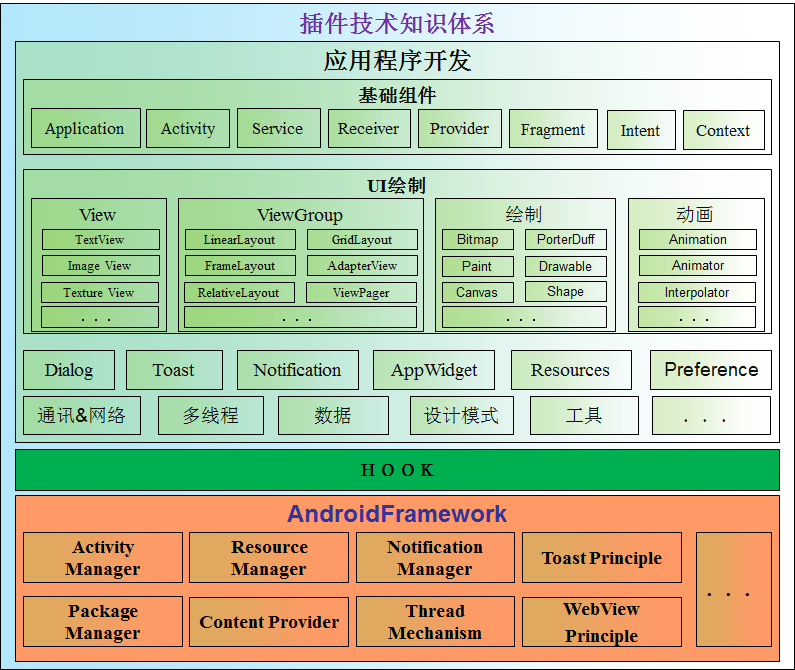 插件技术知识体系
应用程序开发
基础组件
Application
Activity
Service
Receiver
Provider
Fragment
Intent
Context
UI绘制
View
TextView
Image View
Texture View
. . .
ViewGroup
LinearLayout
GridLayout
FrameLayout
AdapterView
RelativeLayout
ViewPager
. . .
绘制
Bitmap
PorterDuff
Paint
Drawable
Canvas
Shape
. . .
动画
Animation
Animator
Interpolator
. . .
Dialog
Toast
Notification
AppWidget
Resources
Preference
通讯&网络
多线程
数据
设计模式
工具
. . .
HOOK
AndroidFramework
Activity
Manager
Resource
Manager
Notification
Manager
Toast Principle
Package
Manager
Content Provider
Thread
Mechanism
WebView
Principle
. . .